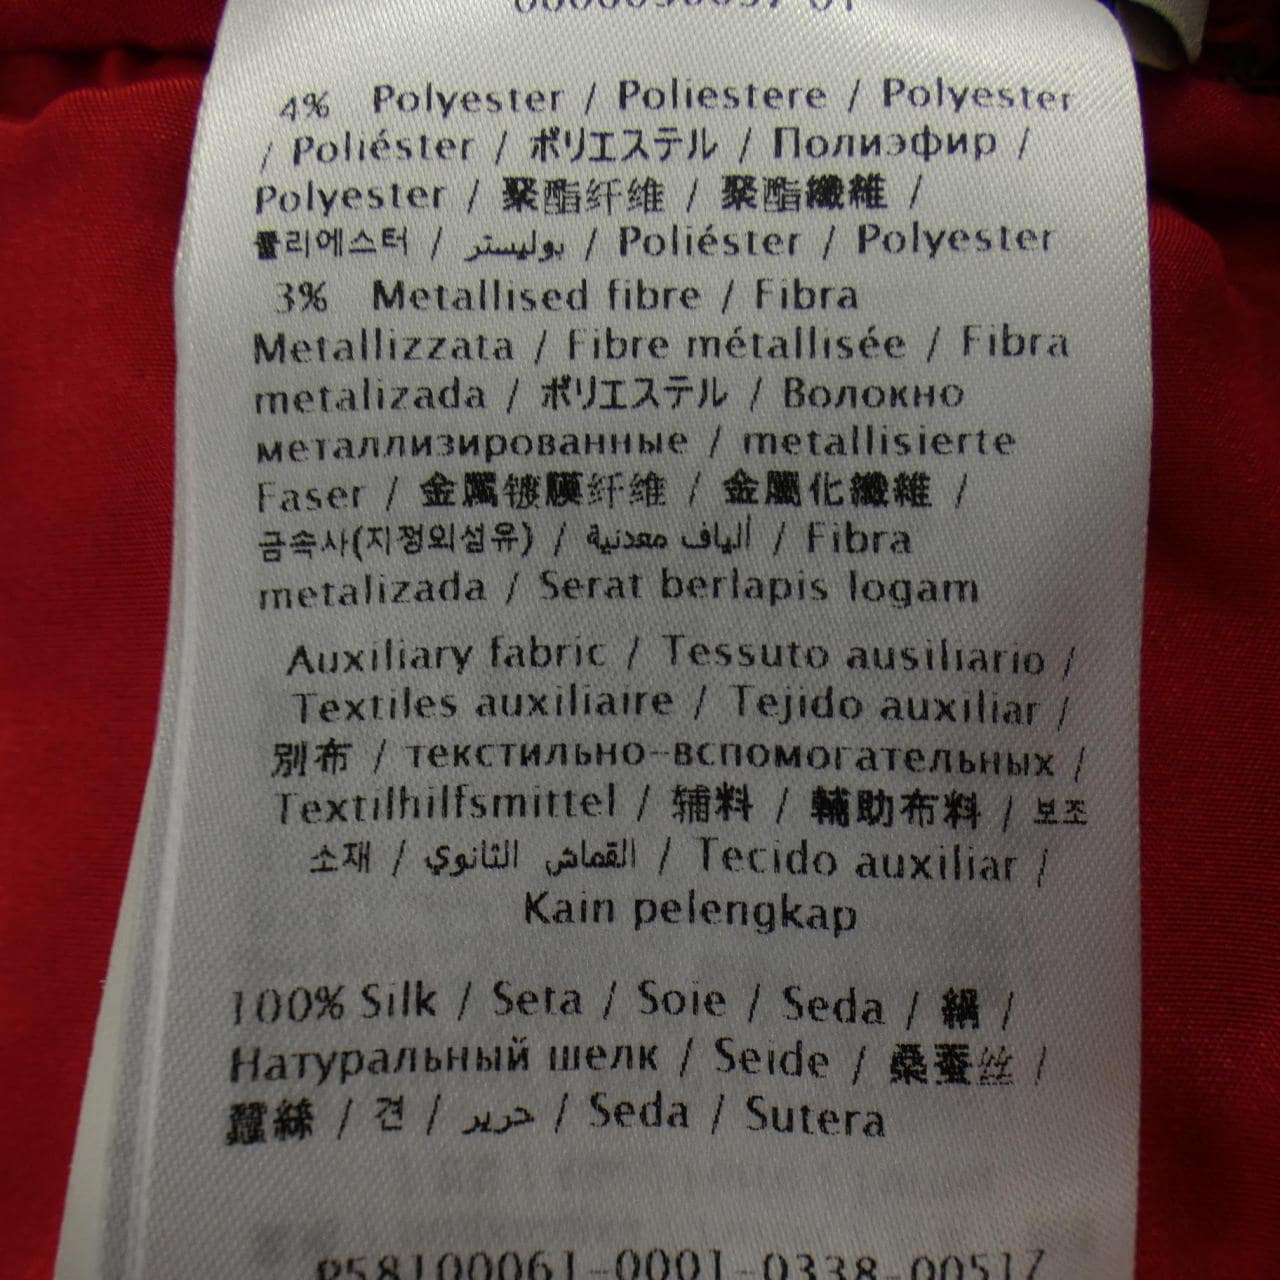 4% Polyester / Poliestere / Polyester
/ Poliéster / ポリエステル / Полиэфир /
Polyester / 聚酯纤维 / 聚酯纖維 /
폴리에스터 / بوليستر / Poliéster / Polyester
3% Metallised fibre / Fibra
Metallizzata / Fibre métallisée / Fibra
metalizada / ポリエステル / Волокно
металлизированные / metallisierte
Faser / 金属镀膜纤维 / 金屬化纖維 /
금속사(지정외섬유) / ألياف معدنية / Fibra
metalizada / Serat berlapis logam
Auxiliary fabric / Tessuto ausiliario /
Textiles auxiliaire / Tejido auxiliar /
別布 / текстильно-вспомогательных /
Textilhilfsmittel / 辅料 / 輔助布料 / 보조
소재 / القماش الثانوي / Tecido auxiliar /
Kain pelengkap
100% Silk / Seta / Soie / Seda / 絹 /
Натуральный шелк / Seide / 桑蚕丝 /
蠶絲 / 견 / حرير / Seda / Sutera
P58100061-0001-0338-00517